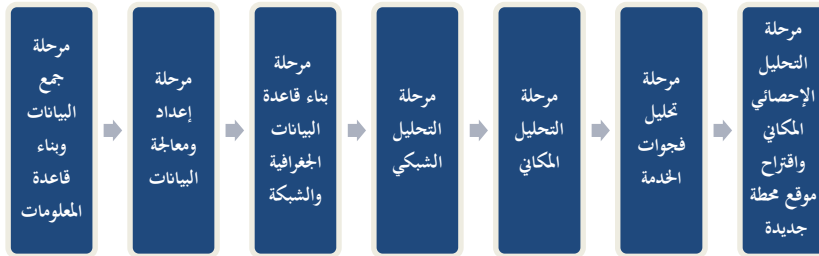 مرحلة
جمع
البيانات
وبناء
قاعدة
المعلومات
مرحلة
إعداد
ومعالجة
البيانات
مرحلة
بناء قاعدة
البيانات
الجغرافية
والشبكة
مرحلة
التحليل
الشبكي
مرحلة
التحليل
المكاني
مرحلة
تحليل
فجوات
الخدمة
مرحلة
التحليل
الإحصائي
المكاني
واقتراح
موقع محطة
جديدة